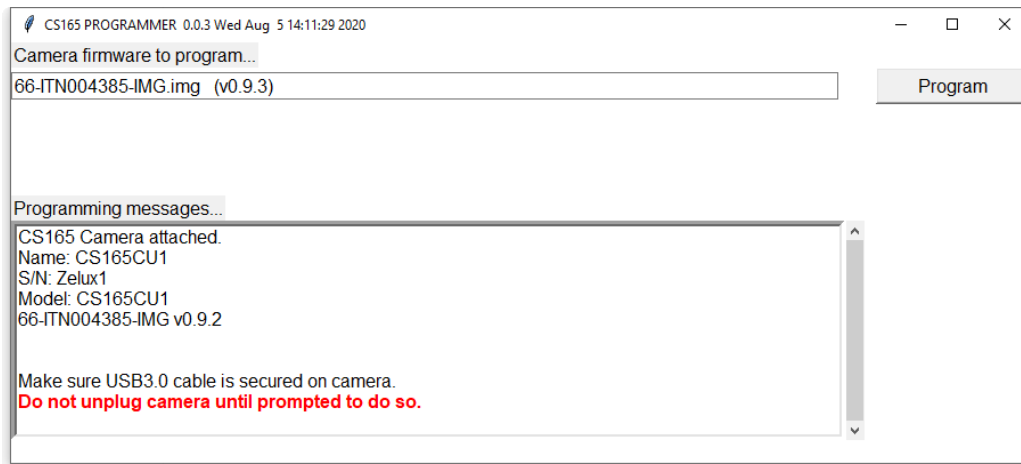 CS165 PROGRAMMER 0.0.3 Wed Aug 5 14:11:29 2020
Camera firmware to program...
66-ITN004385-IMG.img (v0.9.3)
Program
Programming messages...
CS165 Camera attached.
Name: CS165CU1
S/N: Zelux1
Model: CS165CU1
66-ITN004385-IMG v0.9.2
Make sure USB3.0 cable is secured on camera.
Do not unplug camera until prompted to do so.